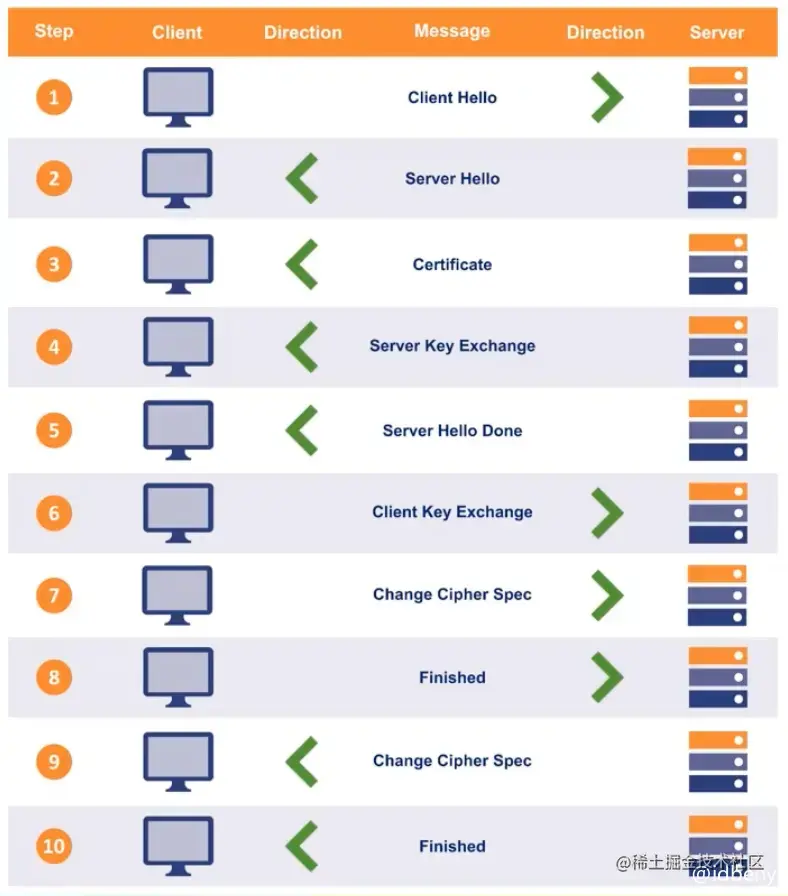 Step Client Direction Message Direction Server
1 Client Hello
2 Server Hello
3 Certificate
4 Server Key Exchange
5 Server Hello Done
6 Client Key Exchange
7 Change Cipher Spec
8 Finished
9 Change Cipher Spec
10 Finished
@稀土掘金技术社区